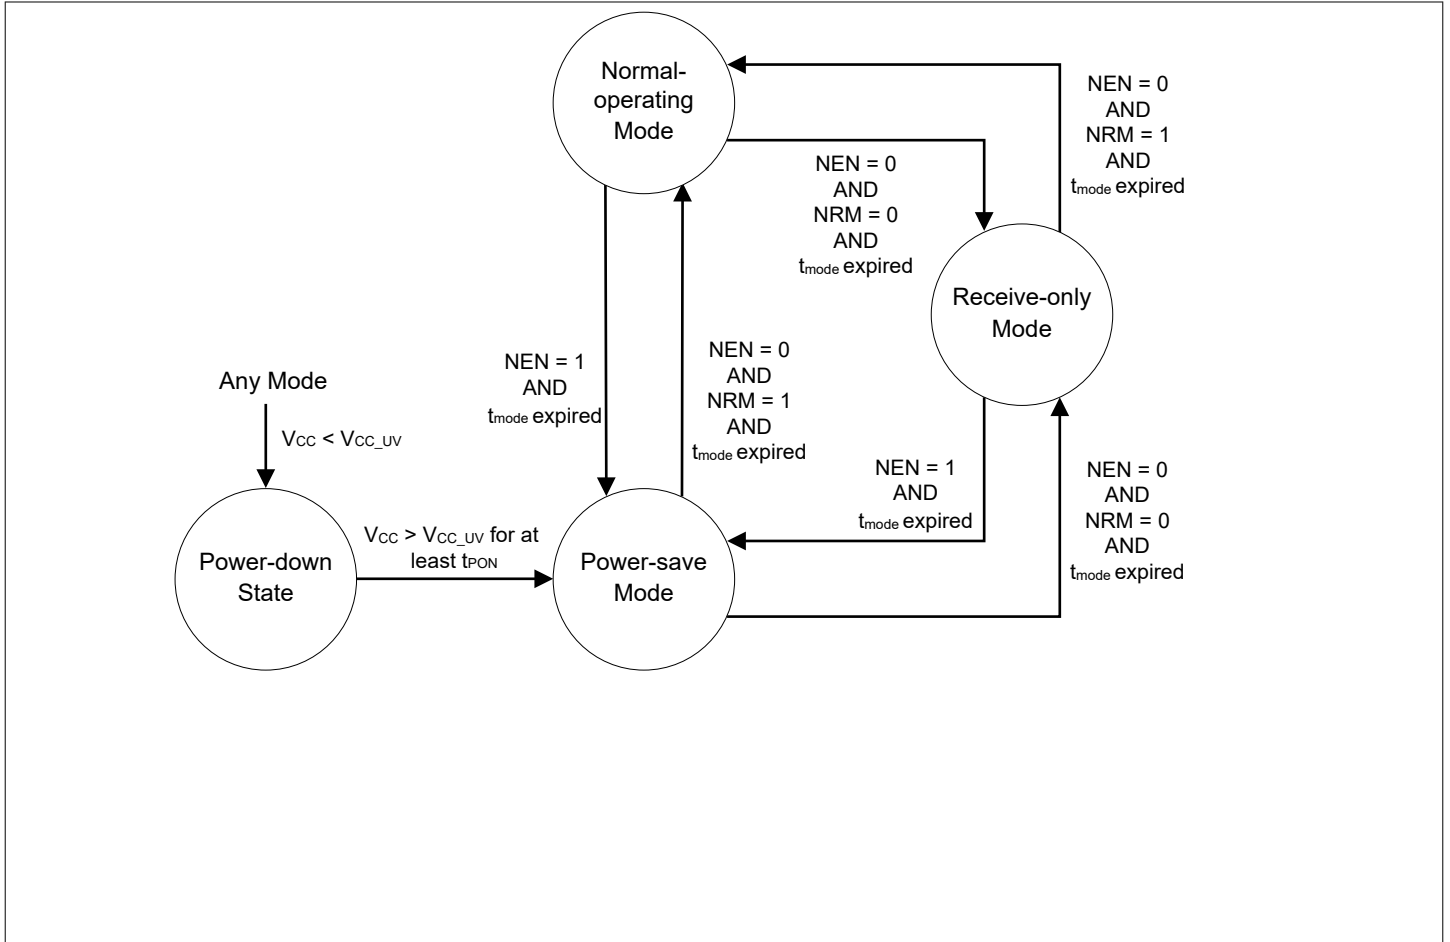 Normal-
operating
Mode
NEN = 0
AND
NRM = 1
AND
tmode expired
NEN = 0
AND
NRM = 0
AND
tmode expired
Receive-only
Mode
NEN = 1
AND
tmode expired
NEN = 0
AND
NRM = 1
AND
tmode expired
Any Mode
VCC < VCC_UV
NEN = 1
AND
tmode expired
NEN = 0
AND
NRM = 0
AND
tmode expired
Power-down
State
VCC > VCC_UV for at
least tPON
Power-save
Mode